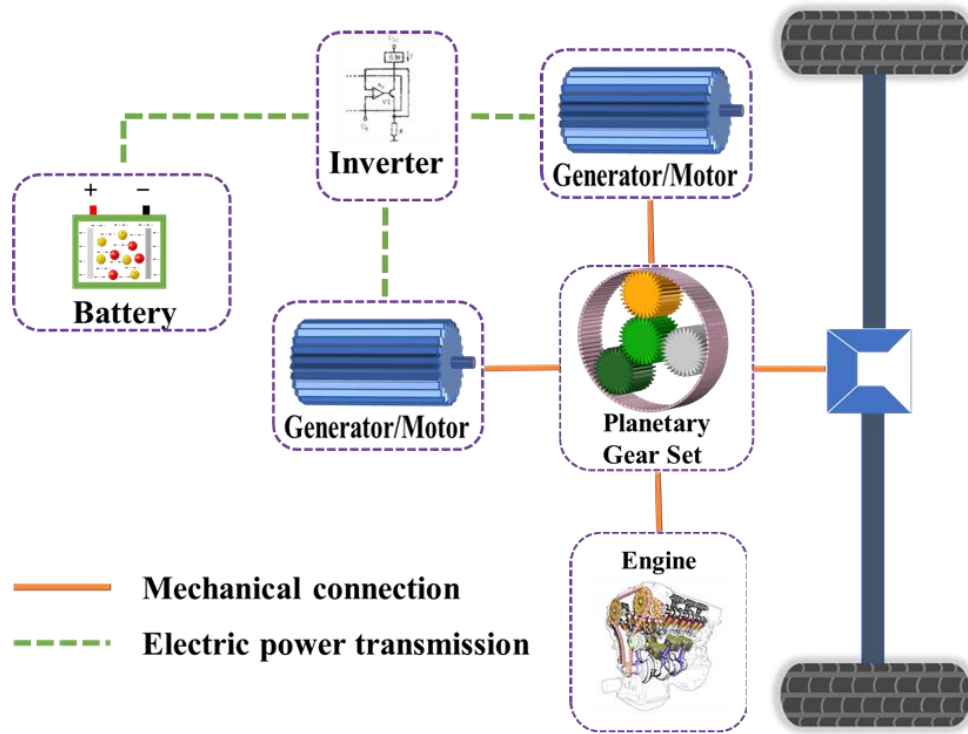 Inverter
Generator/Motor
+ −
Battery
Generator/Motor
Planetary
Gear Set
Engine
Mechanical connection
Electric power transmission